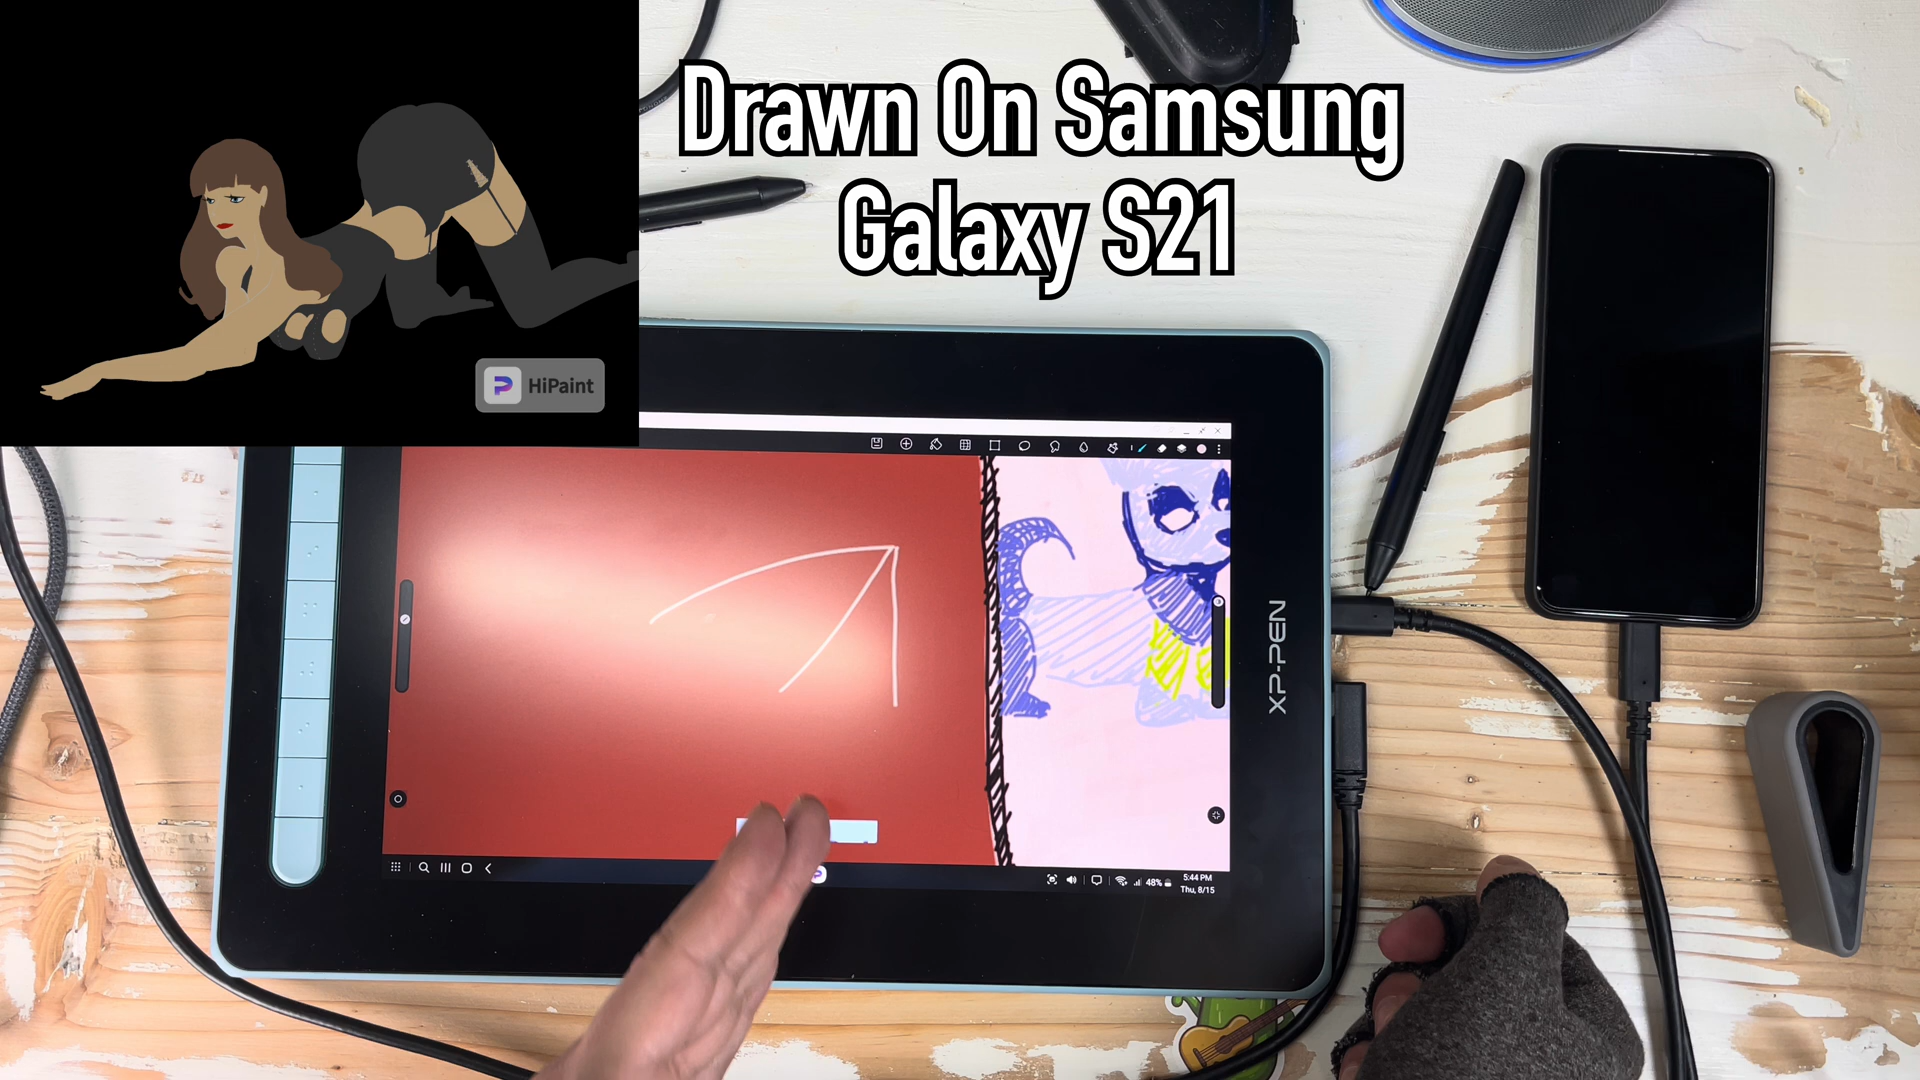 Drawn On Samsung
Galaxy S21
HiPaint
XP-PEN
48%
5:44 PM
Thu, 8/15